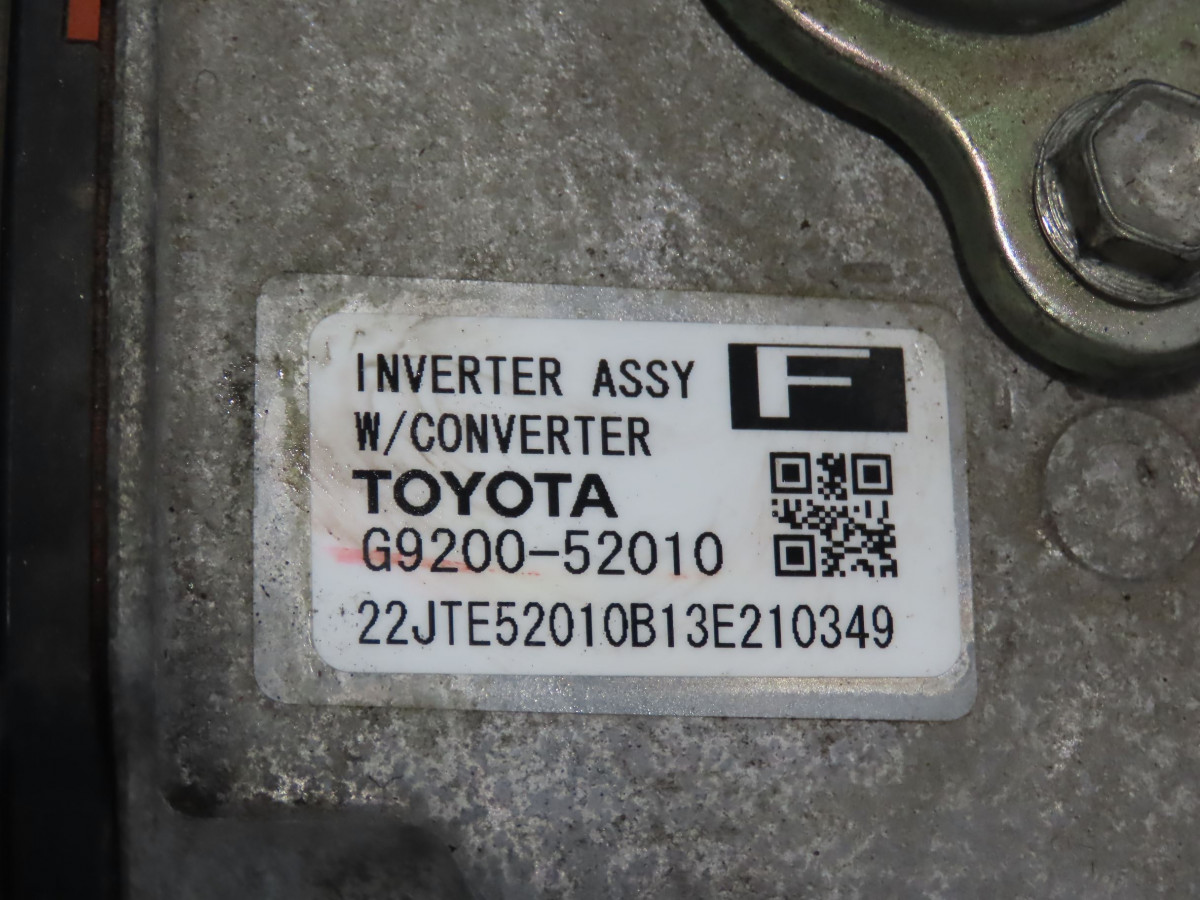 INVERTER ASSY
F
W/CONVERTER
TOYOTA
G9200-52010
22JTE52010B13E210349